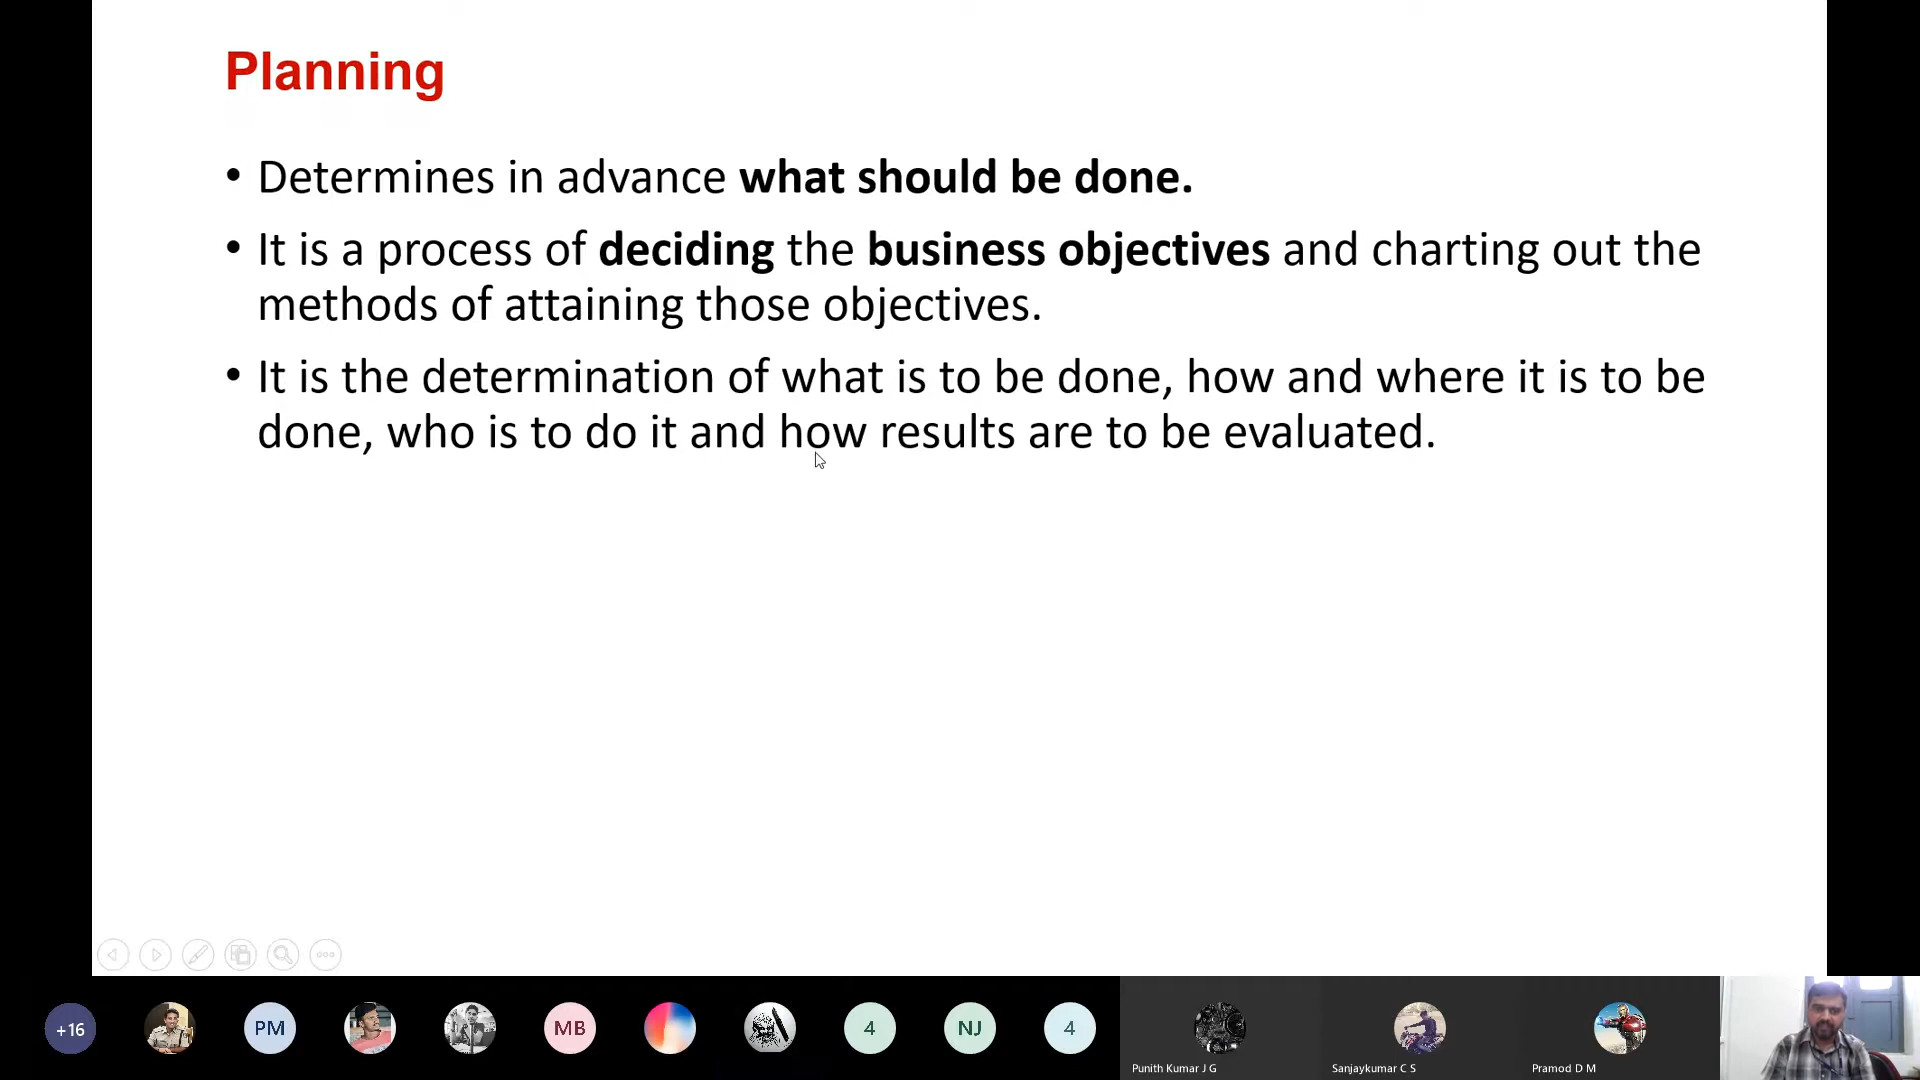 Planning
• Determines in advance what should be done.
• It is a process of deciding the business objectives and charting out the
methods of attaining those objectives.
• It is the determination of what is to be done, how and where it is to be
done, who is to do it and how results are to be evaluated.
+16
PM
MB
4
NJ
4
Punith Kumar J G
Sanjaykumar C S
Pramod D M